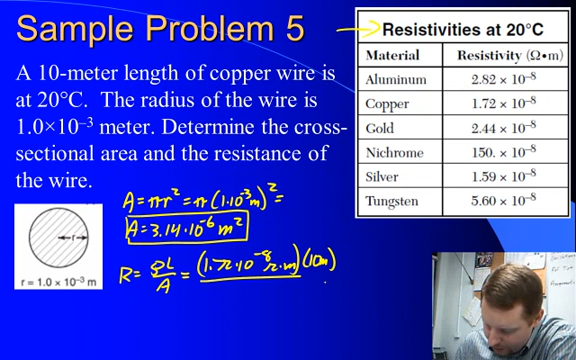 Sample Problem 5
A 10-meter length of copper wire is
at 20°C. The radius of the wire is
1.0×10⁻³ meter. Determine the cross-
sectional area and the resistance of
the wire.
A = πr² = π(1·10⁻³m)² =
A = 3.14·10⁻⁶ m²
R = ρL/A = (1.72·10⁻⁸ Ω·m)(10m)
r
r = 1.0 × 10⁻³ m
Resistivities at 20°C
Material Resistivity (Ω•m)
Aluminum 2.82 × 10⁻⁸
Copper 1.72 × 10⁻⁸
Gold 2.44 × 10⁻⁸
Nichrome 150. × 10⁻⁸
Silver 1.59 × 10⁻⁸
Tungsten 5.60 × 10⁻⁸